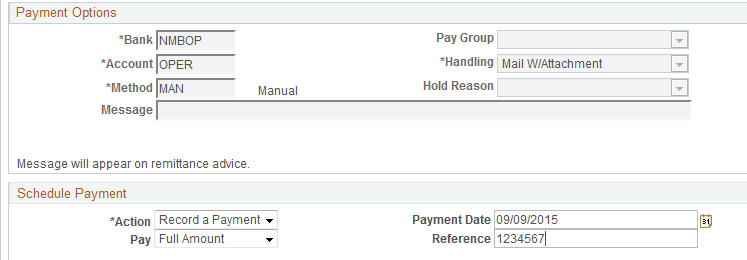 Payment Options
*Bank NMBOP Pay Group
*Account OPER *Handling Mail W/Attachment
*Method MAN Manual Hold Reason
Message
Message will appear on remittance advice.
Schedule Payment
*Action Record a Payment Payment Date 09/09/2015 31
Pay Full Amount Reference 1234567